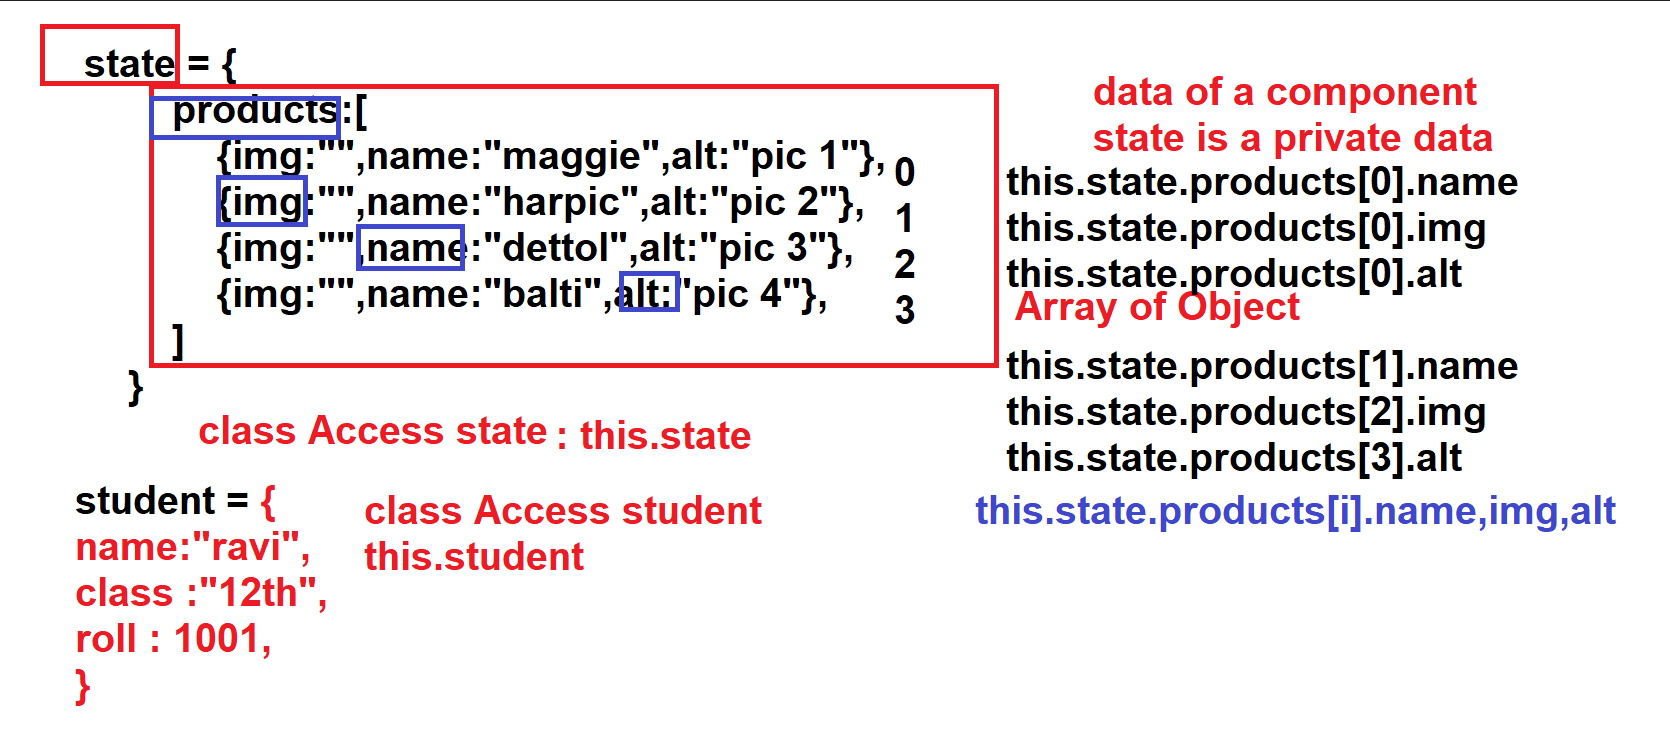 state = {
products:[
{img:"",name:"maggie",alt:"pic 1"}, 0
{img:"",name:"harpic",alt:"pic 2"}, 1
{img:"",name:"dettol",alt:"pic 3"}, 2
{img:"",name:"balti",alt:"pic 4"}, 3
]
}
data of a component
state is a private data
this.state.products[0].name
this.state.products[0].img
this.state.products[0].alt
Array of Object
this.state.products[1].name
this.state.products[2].img
this.state.products[3].alt
this.state.products[i].name,img,alt
class Access state : this.state
student = {
name:"ravi",
class :"12th",
roll : 1001,
}
class Access student
this.student